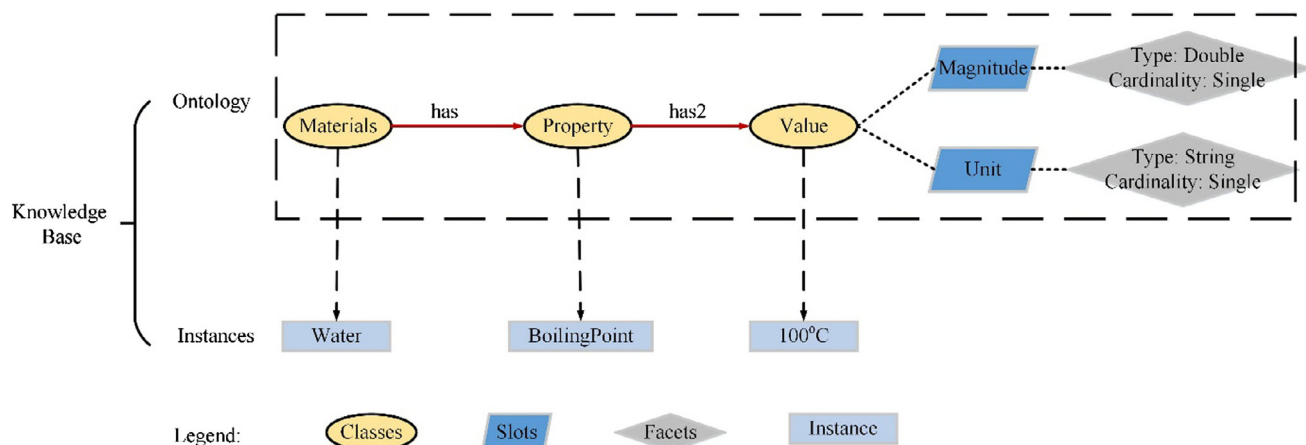 Type: Double
Cardinality: Single
Magnitude
Ontology
has
has2
Materials
Property
Value
Type: String
Cardinality: Single
Unit
Knowledge
Base
Instances
Water
BoilingPoint
100°C
Legend:
Classes
Slots
Facets
Instance